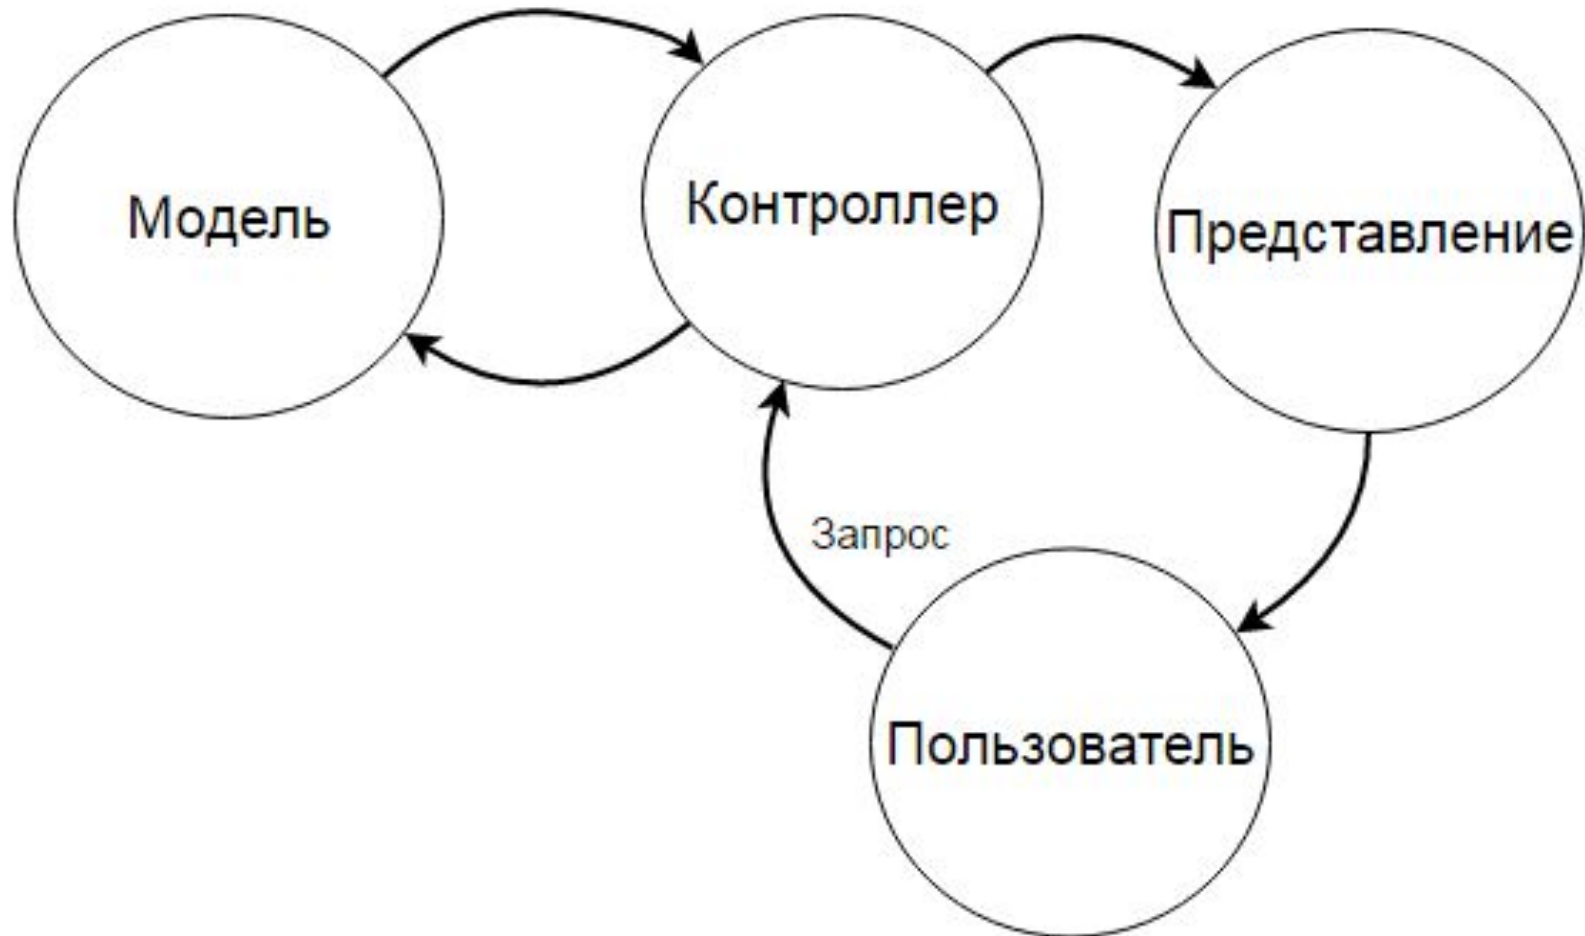 Модель
Контроллер
Представление
Запрос
Пользователь